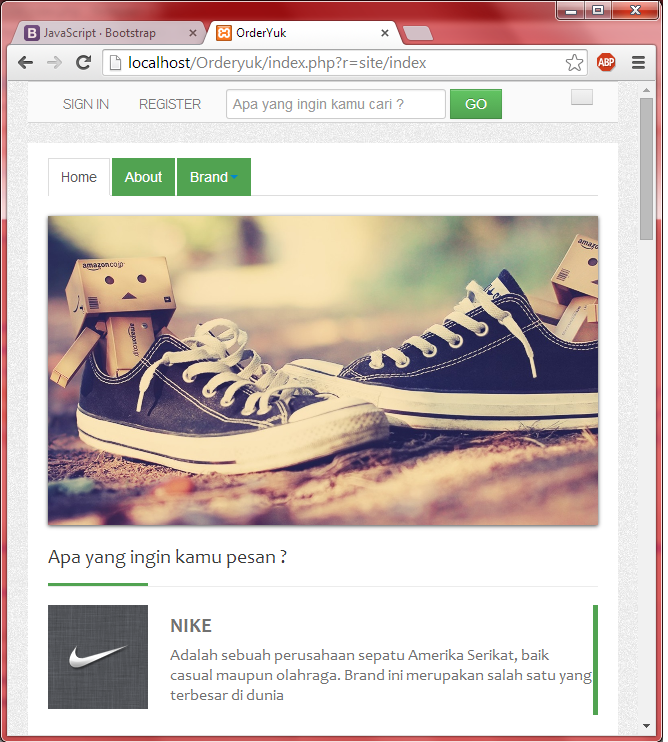 JavaScript · Bootstrap
OrderYuk
localhost/Orderyuk/index.php?r=site/index
ABP
SIGN IN
REGISTER
Apa yang ingin kamu cari ?
GO
Home
About
Brand
amazon.co.jp
Apa yang ingin kamu pesan ?
NIKE
Adalah sebuah perusahaan sepatu Amerika Serikat, baik
casual maupun olahraga. Brand ini merupakan salah satu yang
terbesar di dunia